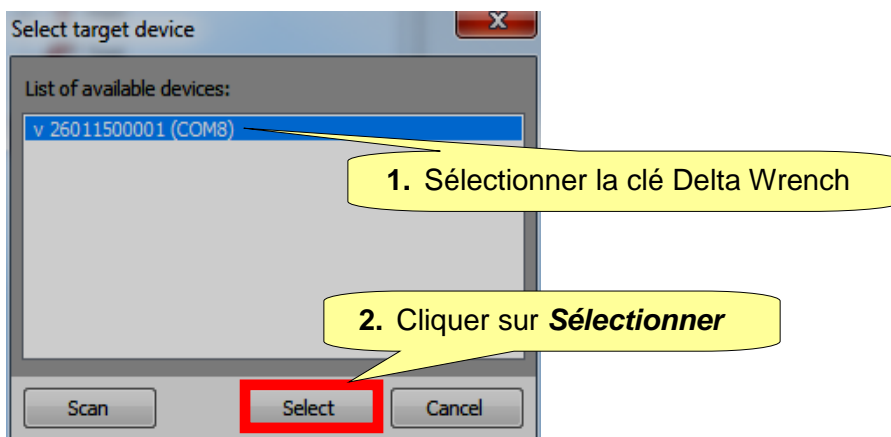 Select target device
x
List of available devices:
v 26011500001 (COM8)
1. Sélectionner la clé Delta Wrench
2. Cliquer sur Sélectionner
Scan
Select
Cancel